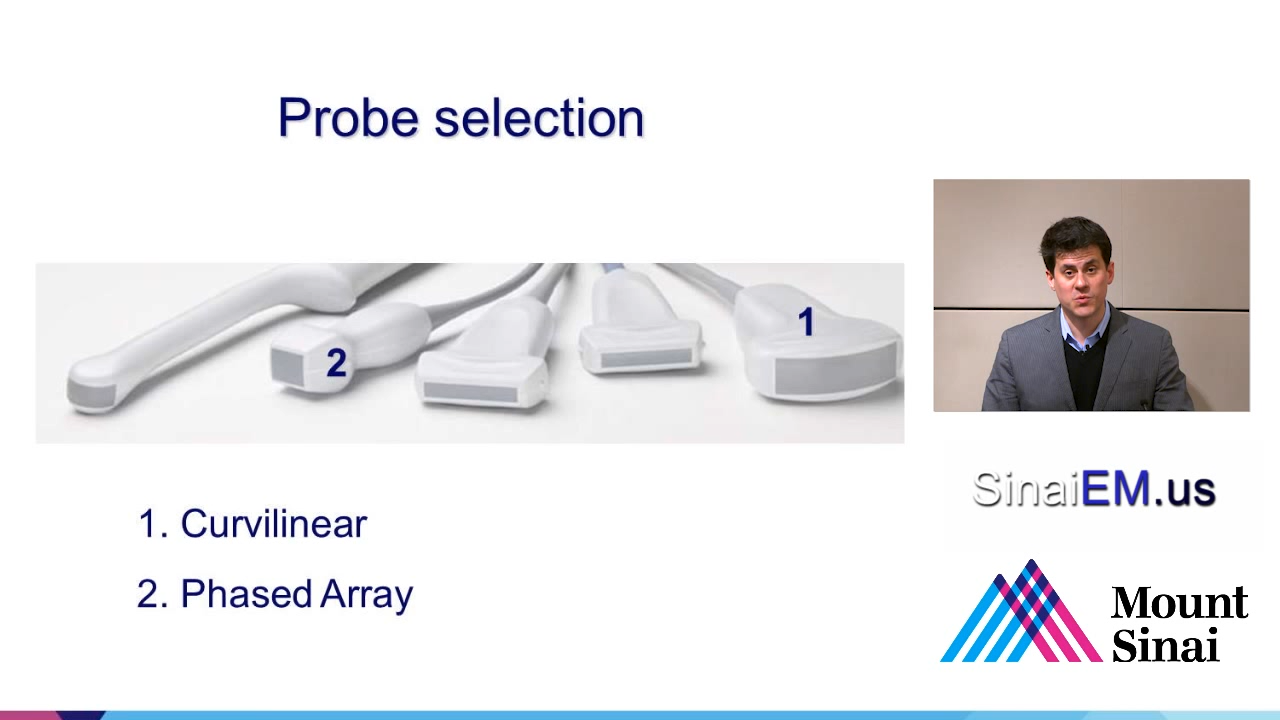 Probe selection
2
1
1. Curvilinear
2. Phased Array
SinaiEM.us
Mount
Sinai